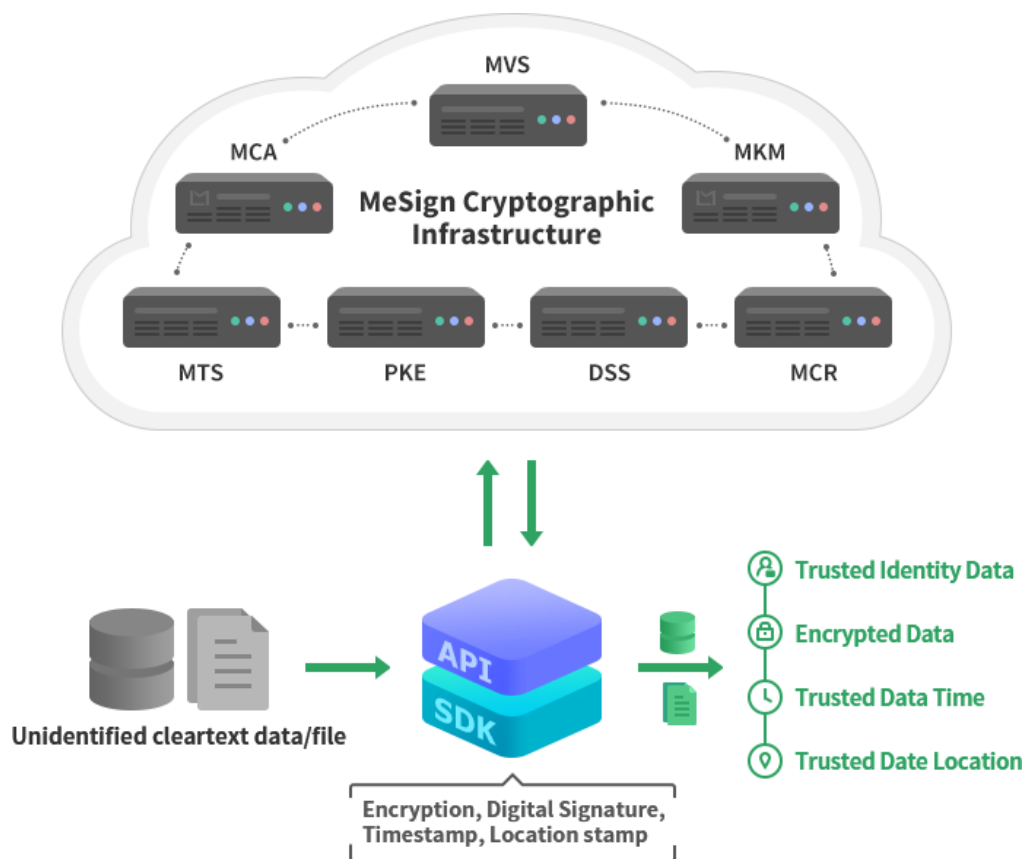 MVS
MCA
MKM
MeSign Cryptographic
Infrastructure
MTS
PKE
DSS
MCR
API
SDK
Unidentified cleartext data/file
Trusted Identity Data
Encrypted Data
Trusted Data Time
Trusted Date Location
Encryption, Digital Signature,
Timestamp, Location stamp